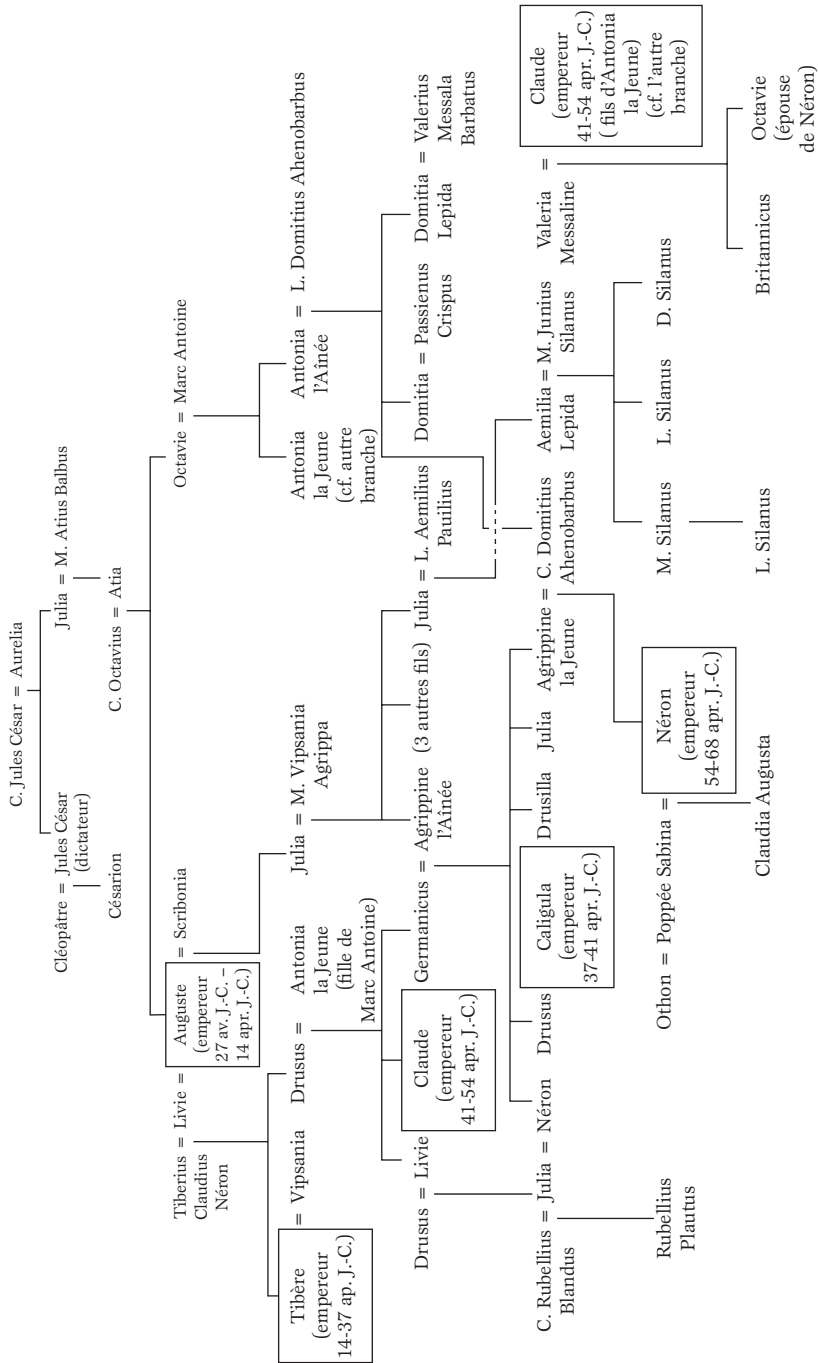 C. Jules César = Aurelia
Cléopâtre = Jules César
(dictateur)
Julia = M. Atius Balbus
Césarion
C. Octavius = Atia
Auguste
(empereur
27 av. J.-C. –
14 apr. J.-C.)
Tiberius = Livie =
Claudius
Néron
= Scribonia
Octavie = Marc Antoine
Tibère
(empereur
14-37 ap. J.-C.)
= Vipsania
Drusus =
Antonia
la Jeune
(fille de
Marc Antoine)
Julia = M. Vipsania
Agrippa
Antonia
la Jeune
(cf. autre
branche)
Antonia = L. Domitius Ahenobarbus
l'Aînée
Drusus = Livie
Claude
(empereur
41-54 apr. J.-C.)
Germanicus = Agrippine
l'Aînée
(3 autres fils)
Julia = L. Aemilius
Pauilius
Domitia = Passienus
Crispus
Domitia = Valerius
Lepida
Messala
Barbatus
C. Rubellius = Julia = Néron
Blandus
Drusus
Caligula
(empereur
37-41 apr. J.-C.)
Drusilla
Julia
Agrippine = C. Domitius
la Jeune
Ahenobarbus
Aemilia = M. Junius
Lepida
Silanus
Valeria =
Messaline
Claude
(empereur
41-54 apr. J.-C.)
( fils d'Antonia
la Jeune)
(cf. l'autre
branche)
Rubellius
Plautus
Othon = Poppée Sabina =
Néron
(empereur
54-68 apr. J.-C.)
M. Silanus
L. Silanus
D. Silanus
Claudia Augusta
L. Silanus
Britannicus
Octavie
(épouse
de Néron)